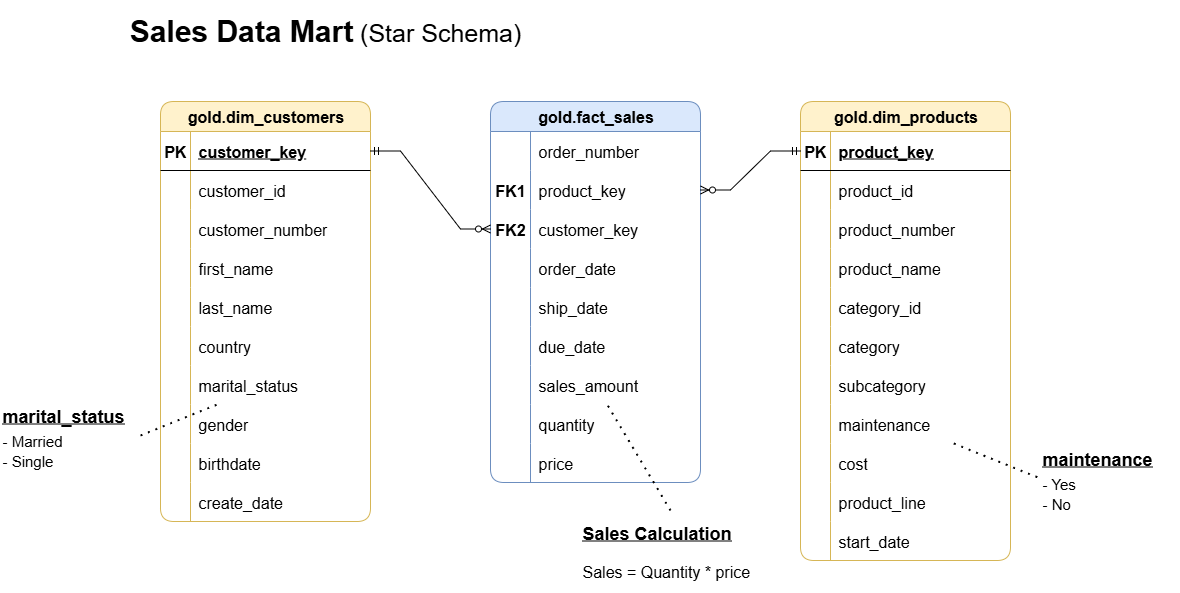 Sales Data Mart (Star Schema)
gold.dim_customers
PK customer_key
customer_id
customer_number
first_name
last_name
country
marital_status
gender
birthdate
create_date
marital_status
- Married
- Single
gold.fact_sales
order_number
FK1 product_key
FK2 customer_key
order_date
ship_date
due_date
sales_amount
quantity
price
Sales Calculation
Sales = Quantity * price
gold.dim_products
PK product_key
product_id
product_number
product_name
category_id
category
subcategory
maintenance
cost
product_line
start_date
maintenance
- Yes
- No